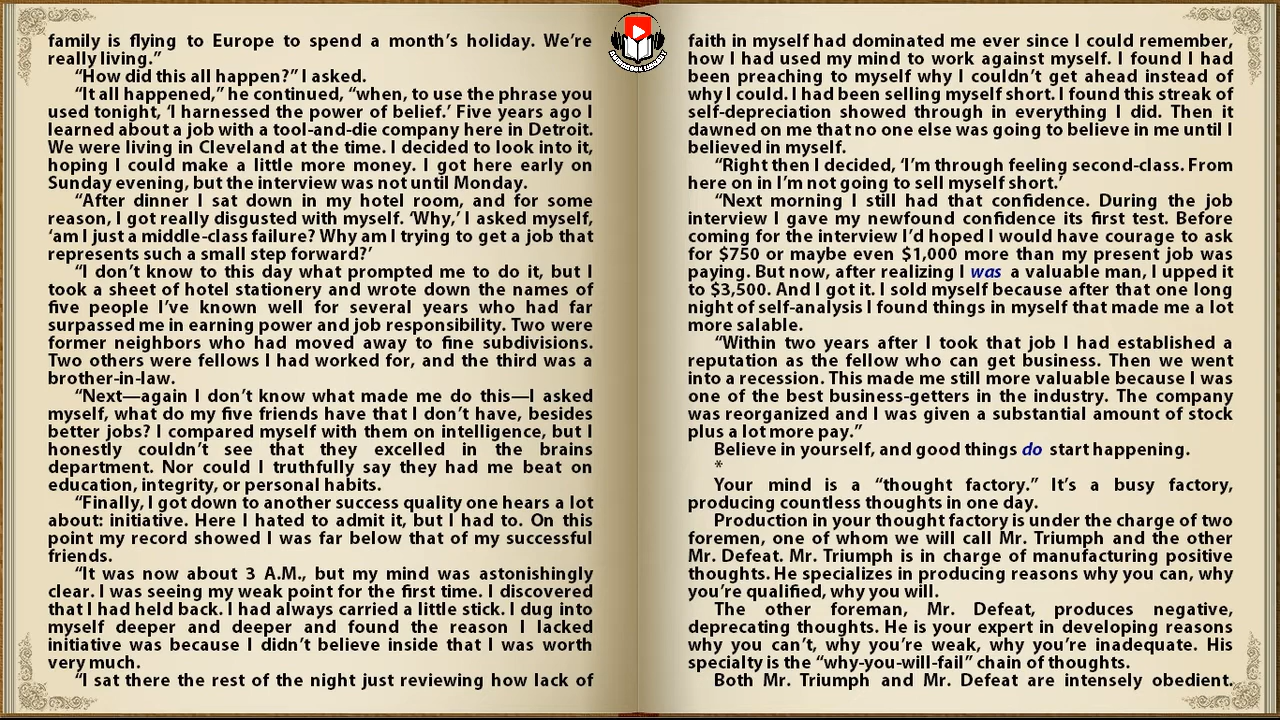 family is flying to Europe to spend a month's holiday. We're
really living.”
“How did this all happen?” I asked.
“It all happened,” he continued, “when, to use the phrase you
used tonight, ‘I harnessed the power of belief.’ Five years ago I
learned about a job with a tool-and-die company here in Detroit.
We were living in Cleveland at the time. I decided to look into it,
hoping I could make a little more money. I got here early on
Sunday evening, but the interview was not until Monday.
“After dinner I sat down in my hotel room, and for some
reason, I got really disgusted with myself. ‘Why,’ I asked myself,
‘am I just a middle-class failure? Why am I trying to get a job that
represents such a small step forward?’
“I don’t know to this day what prompted me to do it, but I
took a sheet of hotel stationery and wrote down the names of
five people I’ve known well for several years who had far
surpassed me in earning power and job responsibility. Two were
former neighbors who had moved away to fine subdivisions.
Two others were fellows I had worked for, and the third was a
brother-in-law.
“Next—again I don’t know what made me do this—I asked
myself, what do my five friends have that I don’t have, besides
better jobs? I compared myself with them on intelligence, but I
honestly couldn’t see that they excelled in the brains
department. Nor could I truthfully say they had me beat on
education, integrity, or personal habits.
“Finally, I got down to another success quality one hears a lot
about: initiative. Here I hated to admit it, but I had to. On this
point my record showed I was far below that of my successful
friends.
“It was now about 3 A.M., but my mind was astonishingly
clear. I was seeing my weak point for the first time. I discovered
that I had held back. I had always carried a little stick. I dug into
myself deeper and deeper and found the reason I lacked
initiative was because I didn’t believe inside that I was worth
very much.
“I sat there the rest of the night just reviewing how lack of
faith in myself had dominated me ever since I could remember,
how I had used my mind to work against myself. I found I had
been preaching to myself why I couldn’t get ahead instead of
why I could. I had been selling myself short. I found this streak of
self-depreciation showed through in everything I did. Then it
dawned on me that no one else was going to believe in me until I
believed in myself.
“Right then I decided, ‘I’m through feeling second-class. From
here on in I’m not going to sell myself short.’
“Next morning I still had that confidence. During the job
interview I gave my newfound confidence its first test. Before
coming for the interview I’d hoped I would have courage to ask
for $750 or maybe even $1,000 more than my present job was
paying. But now, after realizing I was a valuable man, I upped it
to $3,500. And I got it. I sold myself because after that one long
night of self-analysis I found things in myself that made me a lot
more salable.
“Within two years after I took that job I had established a
reputation as the fellow who can get business. Then we went
into a recession. This made me still more valuable because I was
one of the best business-getters in the industry. The company
was reorganized and I was given a substantial amount of stock
plus a lot more pay.”
Believe in yourself, and good things do start happening.
*
Your mind is a “thought factory.” It’s a busy factory,
producing countless thoughts in one day.
Production in your thought factory is under the charge of two
foremen, one of whom we will call Mr. Triumph and the other
Mr. Defeat. Mr. Triumph is in charge of manufacturing positive
thoughts. He specializes in producing reasons why you can, why
you’re qualified, why you will.
The other foreman, Mr. Defeat, produces negative,
deprecating thoughts. He is your expert in developing reasons
why you can’t, why you’re weak, why you’re inadequate. His
specialty is the “why-you-will-fail” chain of thoughts.
Both Mr. Triumph and Mr. Defeat are intensely obedient.